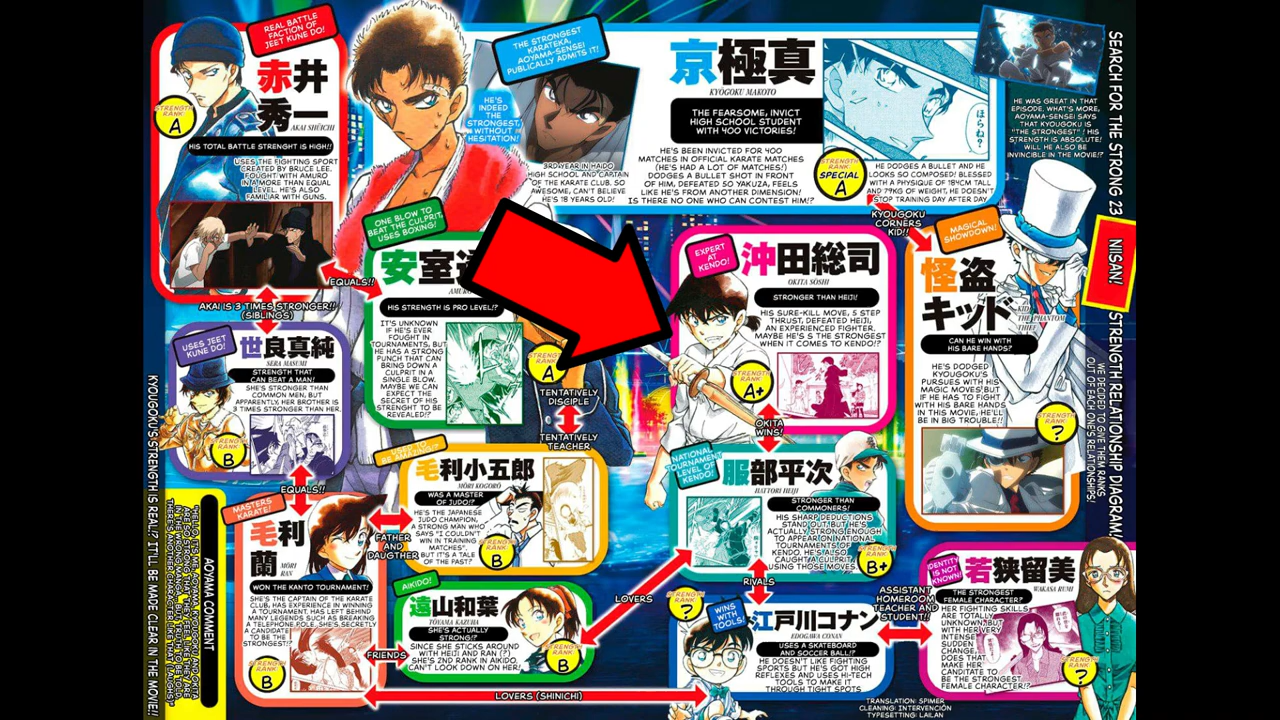 REAL BATTLE
FACTION OF
JEET KUNE DO!
赤井
秀一
AKAI SHŪICHI
STRENGTH
RANK
A
HIS TOTAL BATTLE STRENGHT IS HIGH!!
USES THE FIGHTING SPORT
CREATED BY BRUCE LEE.
FOUGHT WITH AMURO
IN A MORE THAN EQUAL
LEVEL. HE'S ALSO
FAMILIAR WITH GUNS.
THE STRONGEST
KARATEKA,
AOYAMA-SENSEI
PUBLICALLY ADMITS IT!
HE'S
INDEED
THE
STRONGEST,
WITHOUT
HESITATION!
3RD YEAR IN HAIDO
HIGH SCHOOL AND CAPTAIN
OF THE KARATE CLUB. SO
AWESOME, CAN'T BELIEVE
HE'S 18 YEARS OLD!
京極真
KYŌGOKU MAKOTO
THE FEARSOME, INVICT
HIGH SCHOOL STUDENT
WITH 400 VICTORIES!
HE'S BEEN INVICTED FOR 400
MATCHES IN OFFICIAL KARATE MATCHES
(HE'S HAD A LOT OF MATCHES!)
DODGES A BULLET SHOT IN FRONT
OF HIM, DEFEATED SO YAKUZA, FEELS
LIKE HE'S FROM ANOTHER DIMENSION!
IS THERE NO ONE WHO CAN CONTEST HIM!?
STRENGTH
RANK
SPECIAL
A
ほらね?
HE DODGES A BULLET AND HE
LOOKS SO COMPOSED! BLESSED
WITH A PHYSIQUE OF 184CM TALL
AND 79KG OF WEIGHT, HE DOESN'T
STOP TRAINING DAY AFTER DAY
HE WAS GREAT IN THAT
EPISODE. WHAT'S MORE,
AOYAMA-SENSEI SAYS
THAT KYOUGOKU IS
"THE STRONGEST"! HIS
STRENGTH IS ABSOLUTE!
WILL HE ALSO BE
INVINCIBLE IN THE MOVIE!?
SEARCH FOR THE STRONG 23
NIISAN!!
STRENGTH RELATIONSHIP DIAGRAM!
WE DECIDED TO GIVE THEM RANKS
OUT OF EACH ONE'S RELATIONSHIPS!
KYOUGOKU
CORNERS
KID!!
ONE BLOW TO
BEAT THE CULPRIT,
USES BOXING!
安室
HIS STRENGTH IS PRO LEVEL!?
IT'S UNKNOWN
IF HE'S EVER
FOUGHT IN
TOURNAMENTS, BUT
HE HAS A STRONG
PUNCH THAT CAN
BRING DOWN A
CULPRIT IN A
SINGLE BLOW.
MAYBE WE CAN
EXPECT THE
SECRET OF HIS
STRENGHT TO BE
REVEALED!?
STRENGTH
RANK
A
EQUALS!!
AKAI IS 3 TIMES STRONGER!!
(SIBLINGS)
TENTATIVELY
DISCIPLE
TENTATIVELY
TEACHER
EXPERT
AT
KENDO!
沖田総司
OKITA SŌSHI
STRONGER THAN HEIJI!
HIS SURE-KILL MOVE, 5 STEP
THRUST, DEFEATED HEIJI,
AN EXPERIENCED FIGHTER.
MAYBE HE'S 5 THE STRONGEST
WHEN IT COMES TO KENDO!?
STRENGTH
RANK
A+
OKITA
WINS!
MAGICAL
SHOWDOWN!
怪盗
キッド
KID
THE PHANTOM
THIEF
CAN HE WIN WITH
HIS BARE HANDS?
HE'S DODGED
KYOUGOKU'S
PURSUES WITH HIS
MAGIC MOVES! BUT
IF HE HAS TO FIGHT
WITH HIS BARE HANDS
IN THIS MOVIE, HE'LL
BE IN BIG TROUBLE!!
STRENGTH
RANK
?
USES JEET
KUNE DO!
世良真純
SERA MASUMI
STRENGTH THAT
CAN BEAT A MAN!
SHE'S STRONGER THAN
COMMON MEN, BUT
APPARENTLY, HER BROTHER IS
3 TIMES STRONGER THAN HER.
STRENGTH
RANK
B
EQUALS!!
毛利小五郎
MŌRI KOGORŌ
WAS A MASTER
OF JUDO!?
HE'S THE JAPANESE
JUDO CHAMPION,
A STRONG MAN WHO
SAYS "I COULDN'T
WIN IN TRAINING
MATCHES".
BUT IT'S A TALE
OF THE PAST?
STRENGTH
RANK
B
FATHER
AND
DAUGTHER
NATIONAL
TOURNAMENT
LEVEL OF
KENDO!
服部平次
HATTORI HEIJI
STRONGER THAN
COMMONERS!
HIS SHARP DEDUCTIONS
STAND OUT, BUT HE'S
ACTUALLY STRONG ENOUGH
TO APPEAR ON NATIONAL
TOURNAMENTS OF
KENDO. HE'S ALSO
CAUGHT A CULPRIT
USING THOSE MOVES.
STRENGTH
RANK
B+
MASTERS
KARATE!
毛利
蘭
MŌRI
RAN
WON THE KANTO TOURNAMENT!
SHE'S THE CAPTAIN OF THE KARATE
CLUB, HAS EXPERIENCE IN WINNING
A TOURNAMENT. HAS LEFT BEHIND
MANY LEGENDS SUCH AS BREAKING
A TELEPHONE POLE. SHE'S SECRETLY
A CANDIDATE
TO BE THE
STRONGEST!?
STRENGTH
RANK
B
AIKIDO!
遠山和葉
TŌYAMA KAZUHA
SHE'S ACTUALLY
STRONG!?
SINCE SHE STICKS AROUND
WITH HEIJI AND RAN (?)
SHE'S 2ND RANK IN AIKIDO.
CAN'T LOOK DOWN ON HER!
STRENGTH
RANK
B
FRIENDS
LOVERS
RIVALS
LOVERS (SHINICHI)
STRENGTH
RANK
?
WINS
WITH
TOOLS!
江戸川コナン
EDOGAWA CONAN
USES A SKATEBOARD
AND SOCCER BALL!?
HE DOESN'T LIKE FIGHTING
SPORTS BUT HE'S GOT HIGH
REFLEXES AND USES HI-TECH
TOOLS TO MAKE IT
THROUGH TIGHT SPOTS
ASSISTANT
HOMEROOM
TEACHER AND
STUDENT!!
IDENTITY
IS NOT
KNOWN!
若狭留美
WAKASA RUMI
THE STRONGEST
FEMALE CHARACTER!?
HER FIGHTING SKILLS
ARE TOTALLY
UNKNOWN, BUT
WITH HER VERY
INTENSE
SUDDEN
CHANGE,
DOES THAT
MAKE HER
CANDIDATE TO
BE THE STRONGEST
FEMALE CHARACTER!?
STRENGTH
RANK
?
KYOUGOKU'S STRENGTH IS REAL!? IT'LL BE MADE CLEAR IN THE MOVIE!!
AOYAMA COMMENT
TRANSLATION: SPIMER
CLEANING: INTERVENCIÓN
TYPESETTING: LAILAN